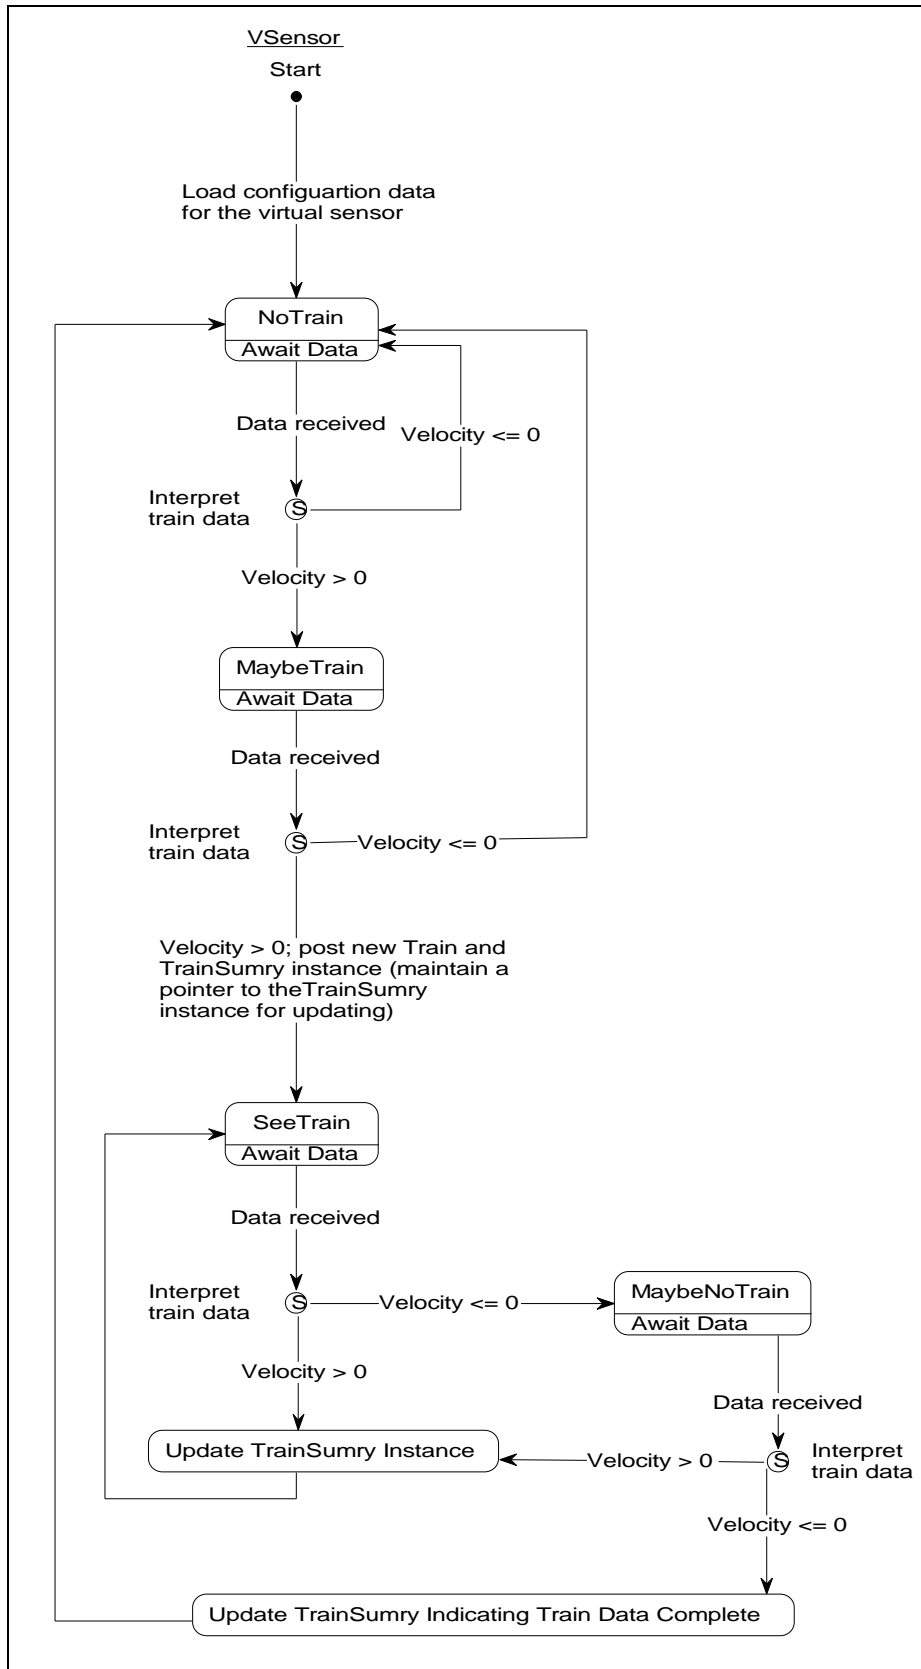 VSensor
Start
Load configuartion data
for the virtual sensor
NoTrain
Await Data
Data received
Velocity <= 0
Interpret
train data
S
Velocity > 0
MaybeTrain
Await Data
Data received
Interpret
train data
S
Velocity <= 0
Velocity > 0; post new Train and
TrainSumry instance (maintain a
pointer to theTrainSumry
instance for updating)
SeeTrain
Await Data
Data received
Interpret
train data
S
Velocity <= 0
MaybeNoTrain
Await Data
Velocity > 0
Data received
Update TrainSumry Instance
Velocity > 0
S
Interpret
train data
Velocity <= 0
Update TrainSumry Indicating Train Data Complete